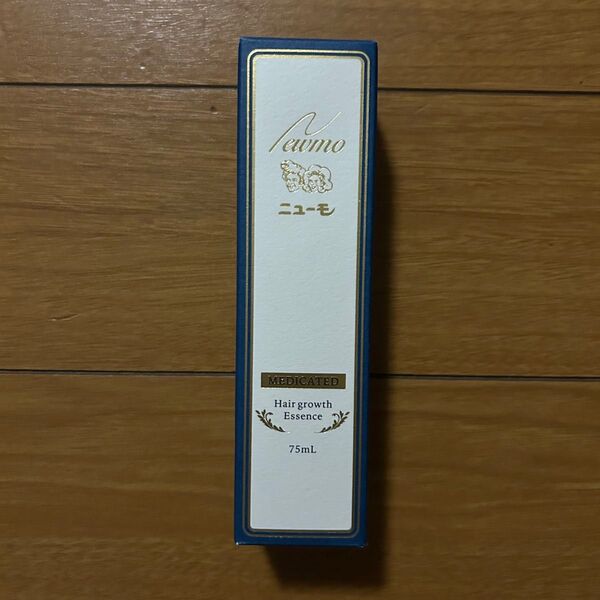 Newmo
ニューモ
MEDICATED
Hair growth
Essence
75mL